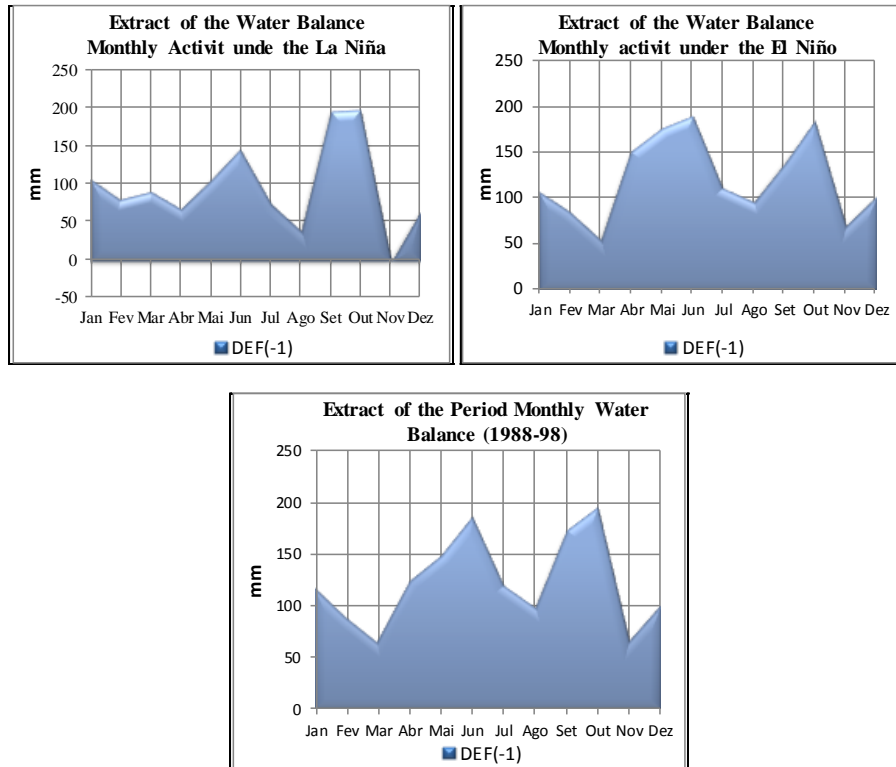 Extract of the Water Balance
Monthly Activit unde the La Niña
250
200
150
100
50
0
-50
mm
Jan Fev Mar Abr Mai Jun Jul Ago Set Out Nov Dez
DEF(-1)
Extract of the Water Balance
Monthly activit under the El Niño
250
200
150
100
50
0
mm
Jan Fev Mar Abr Mai Jun Jul Ago Set Out Nov Dez
DEF(-1)
Extract of the Period Monthly Water
Balance (1988-98)
250
200
150
100
50
0
mm
Jan Fev Mar Abr Mai Jun Jul Ago Set Out Nov Dez
DEF(-1)